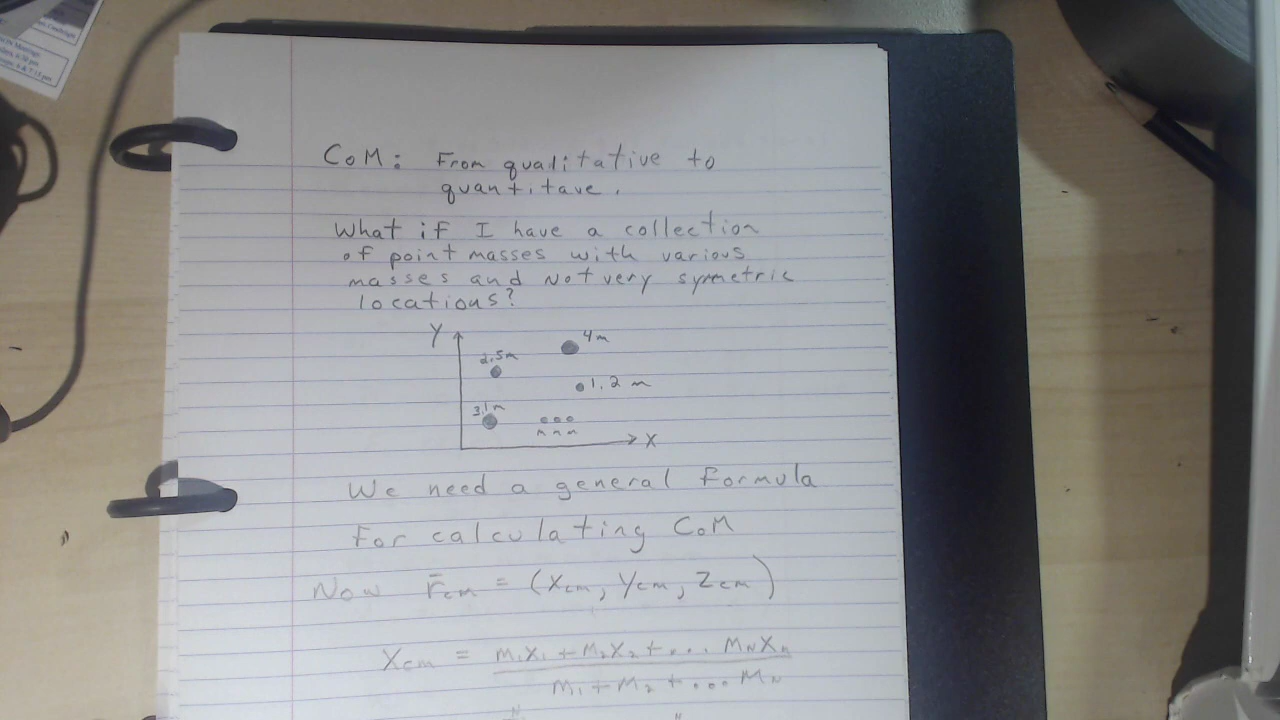 CoM: From qualitative to
quantitave.
What if I have a collection
of point masses with various
masses and not very symetric
locations?
Y
4m
2.5m
1.2 m
3.1m
m m m
X
We need a general formula
for calculating CoM
Now r̄cm = (Xcm, Ycm, Zcm)
Xcm = M₁X₁ + M₂X₂ + ... MNXN
M₁ + M₂ + ... MN
N N